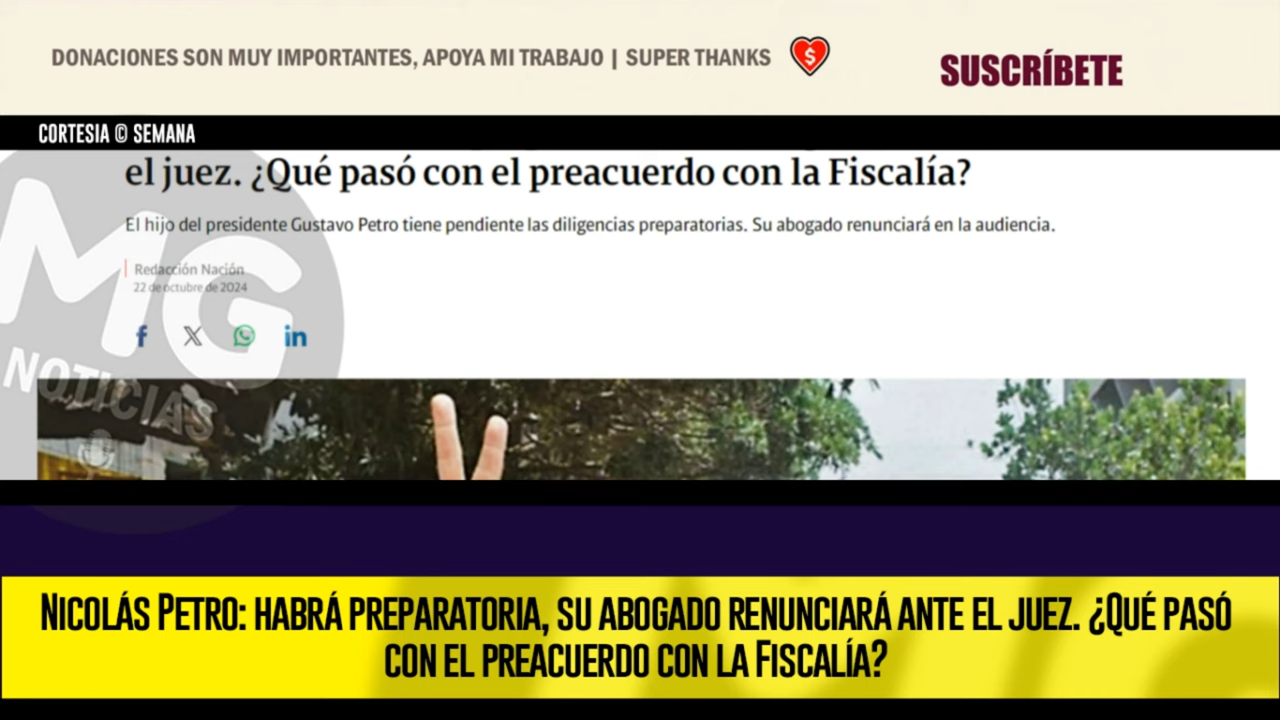 DONACIONES SON MUY IMPORTANTES, APOYA MI TRABAJO | SUPER THANKS
$
SUSCRÍBETE
CORTESIA © SEMANA
el juez. ¿Qué pasó con el preacuerdo con la Fiscalía?
El hijo del presidente Gustavo Petro tiene pendiente las diligencias preparatorias. Su abogado renunciará en la audiencia.
Redacción Nación
22 de octubre de 2024
MG
NOTICIAS
NICOLÁS PETRO: HABRÁ PREPARATORIA, SU ABOGADO RENUNCIARÁ ANTE EL JUEZ. ¿QUÉ PASÓ
CON EL PREACUERDO CON LA FISCALÍA?